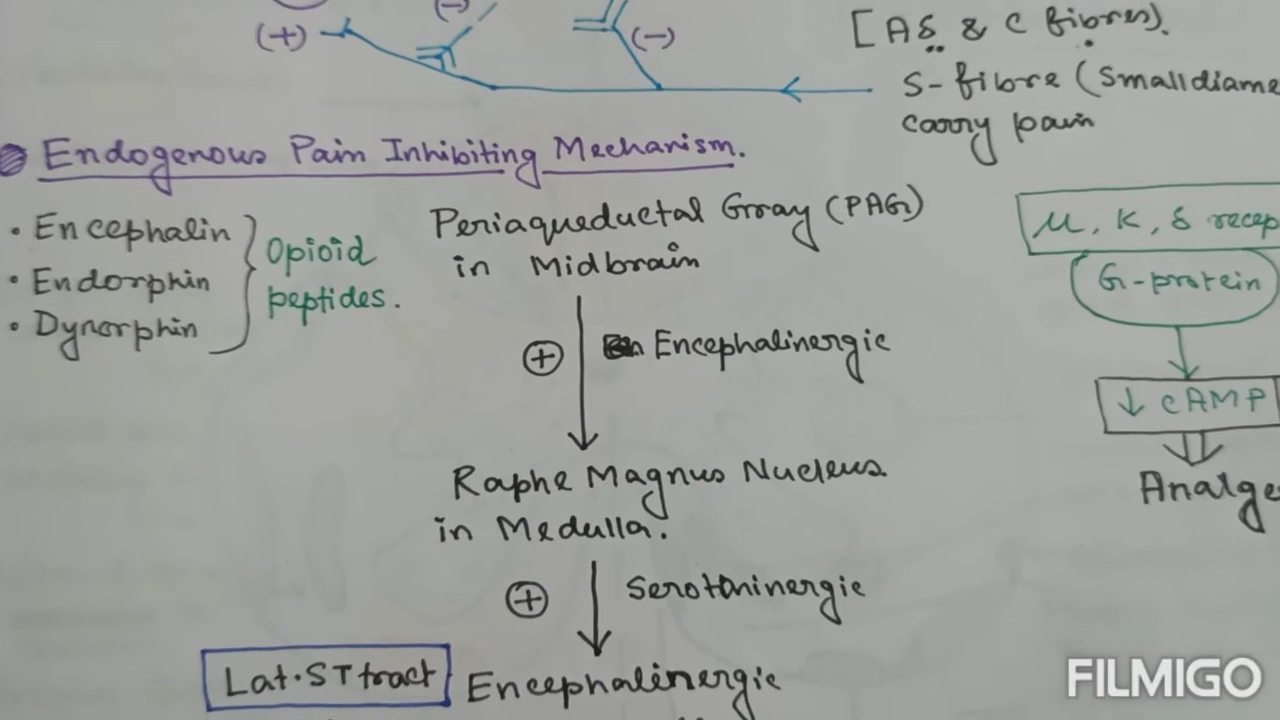 (-)
(+)
(-)
[Aδ & C fibres).
S-fibre (Smalldiame
carry pain
Endogenous Pain Inhibiting Mechanism.
• Encephalin
• Endorphin
• Dynorphin
Opioid
peptides.
Periaqueductal Gray (PAG)
in Midbrain
+
Encephalinergic
Raphe Magnus Nucleus
in Medulla.
+
Serotoninergic
Lat. ST tract
Encephalinergic
μ, K, δ recep
G-protein
↓ cAMP
Analge
FILMIGO